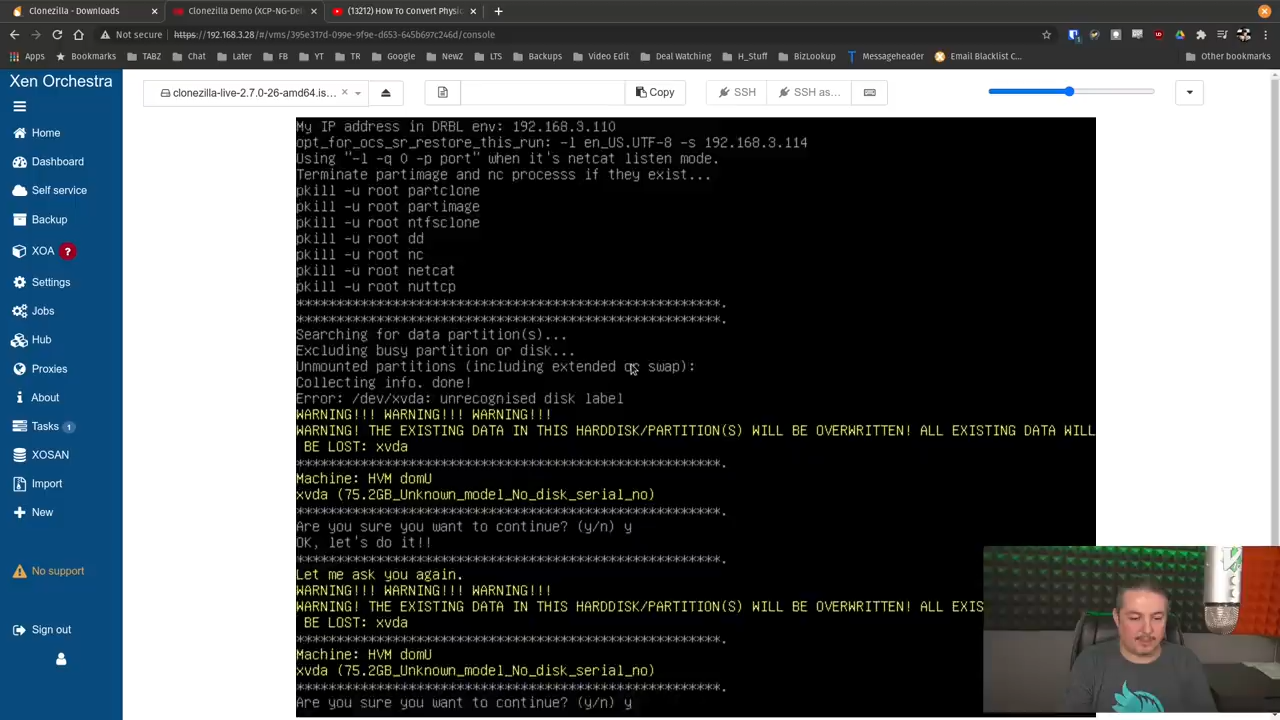 Clonezilla - Downloads
Clonezilla Demo (XCP-NG-De
(13212) How To Convert Physi
Not secure
https://192.168.3.28/#/vms/395e317d-099e-9f9e-d653-645b697c246d/console
Apps
Bookmarks
TABZ
Chat
Later
FB
YT
TR
Google
NewZ
LTS
Backups
Video Edit
Deal Watching
H_Stuff
BizLookup
Messageheader
Email Blacklist C...
Other bookmarks
Xen Orchestra
clonezilla-live-2.7.0-26-amd64.is...
Copy
SSH
SSH as...
Home
Dashboard
Self service
Backup
XOA ?
Settings
Jobs
Hub
Proxies
About
Tasks 1
XOSAN
Import
New
No support
Sign out
My IP address in DRBL env: 192.168.3.110
opt_for_ocs_sr_restore_this_run: -l en_US.UTF-8 -s 192.168.3.114
Using "-l -q 0 -p port" when it's netcat listen mode.
Terminate partimage and nc processs if they exist...
pkill -u root partclone
pkill -u root partimage
pkill -u root ntfsclone
pkill -u root dd
pkill -u root nc
pkill -u root netcat
pkill -u root nuttcp
*****************************************************.
*****************************************************.
Searching for data partition(s)...
Excluding busy partition or disk...
Unmounted partitions (including extended or swap):
Collecting info. done!
Error: /dev/xvda: unrecognised disk label
WARNING!!! WARNING!!! WARNING!!!
WARNING! THE EXISTING DATA IN THIS HARDDISK/PARTITION(S) WILL BE OVERWRITTEN! ALL EXISTING DATA WILL
BE LOST: xvda
*****************************************************.
Machine: HVM domU
xvda (75.2GB_Unknown_model_No_disk_serial_no)
*****************************************************.
Are you sure you want to continue? (y/n) y
OK, let's do it!!
*****************************************************.
Let me ask you again.
WARNING!!! WARNING!!! WARNING!!!
WARNING! THE EXISTING DATA IN THIS HARDDISK/PARTITION(S) WILL BE OVERWRITTEN! ALL EXIS
BE LOST: xvda
*****************************************************.
Machine: HVM domU
xvda (75.2GB_Unknown_model_No_disk_serial_no)
*****************************************************.
Are you sure you want to continue? (y/n) y